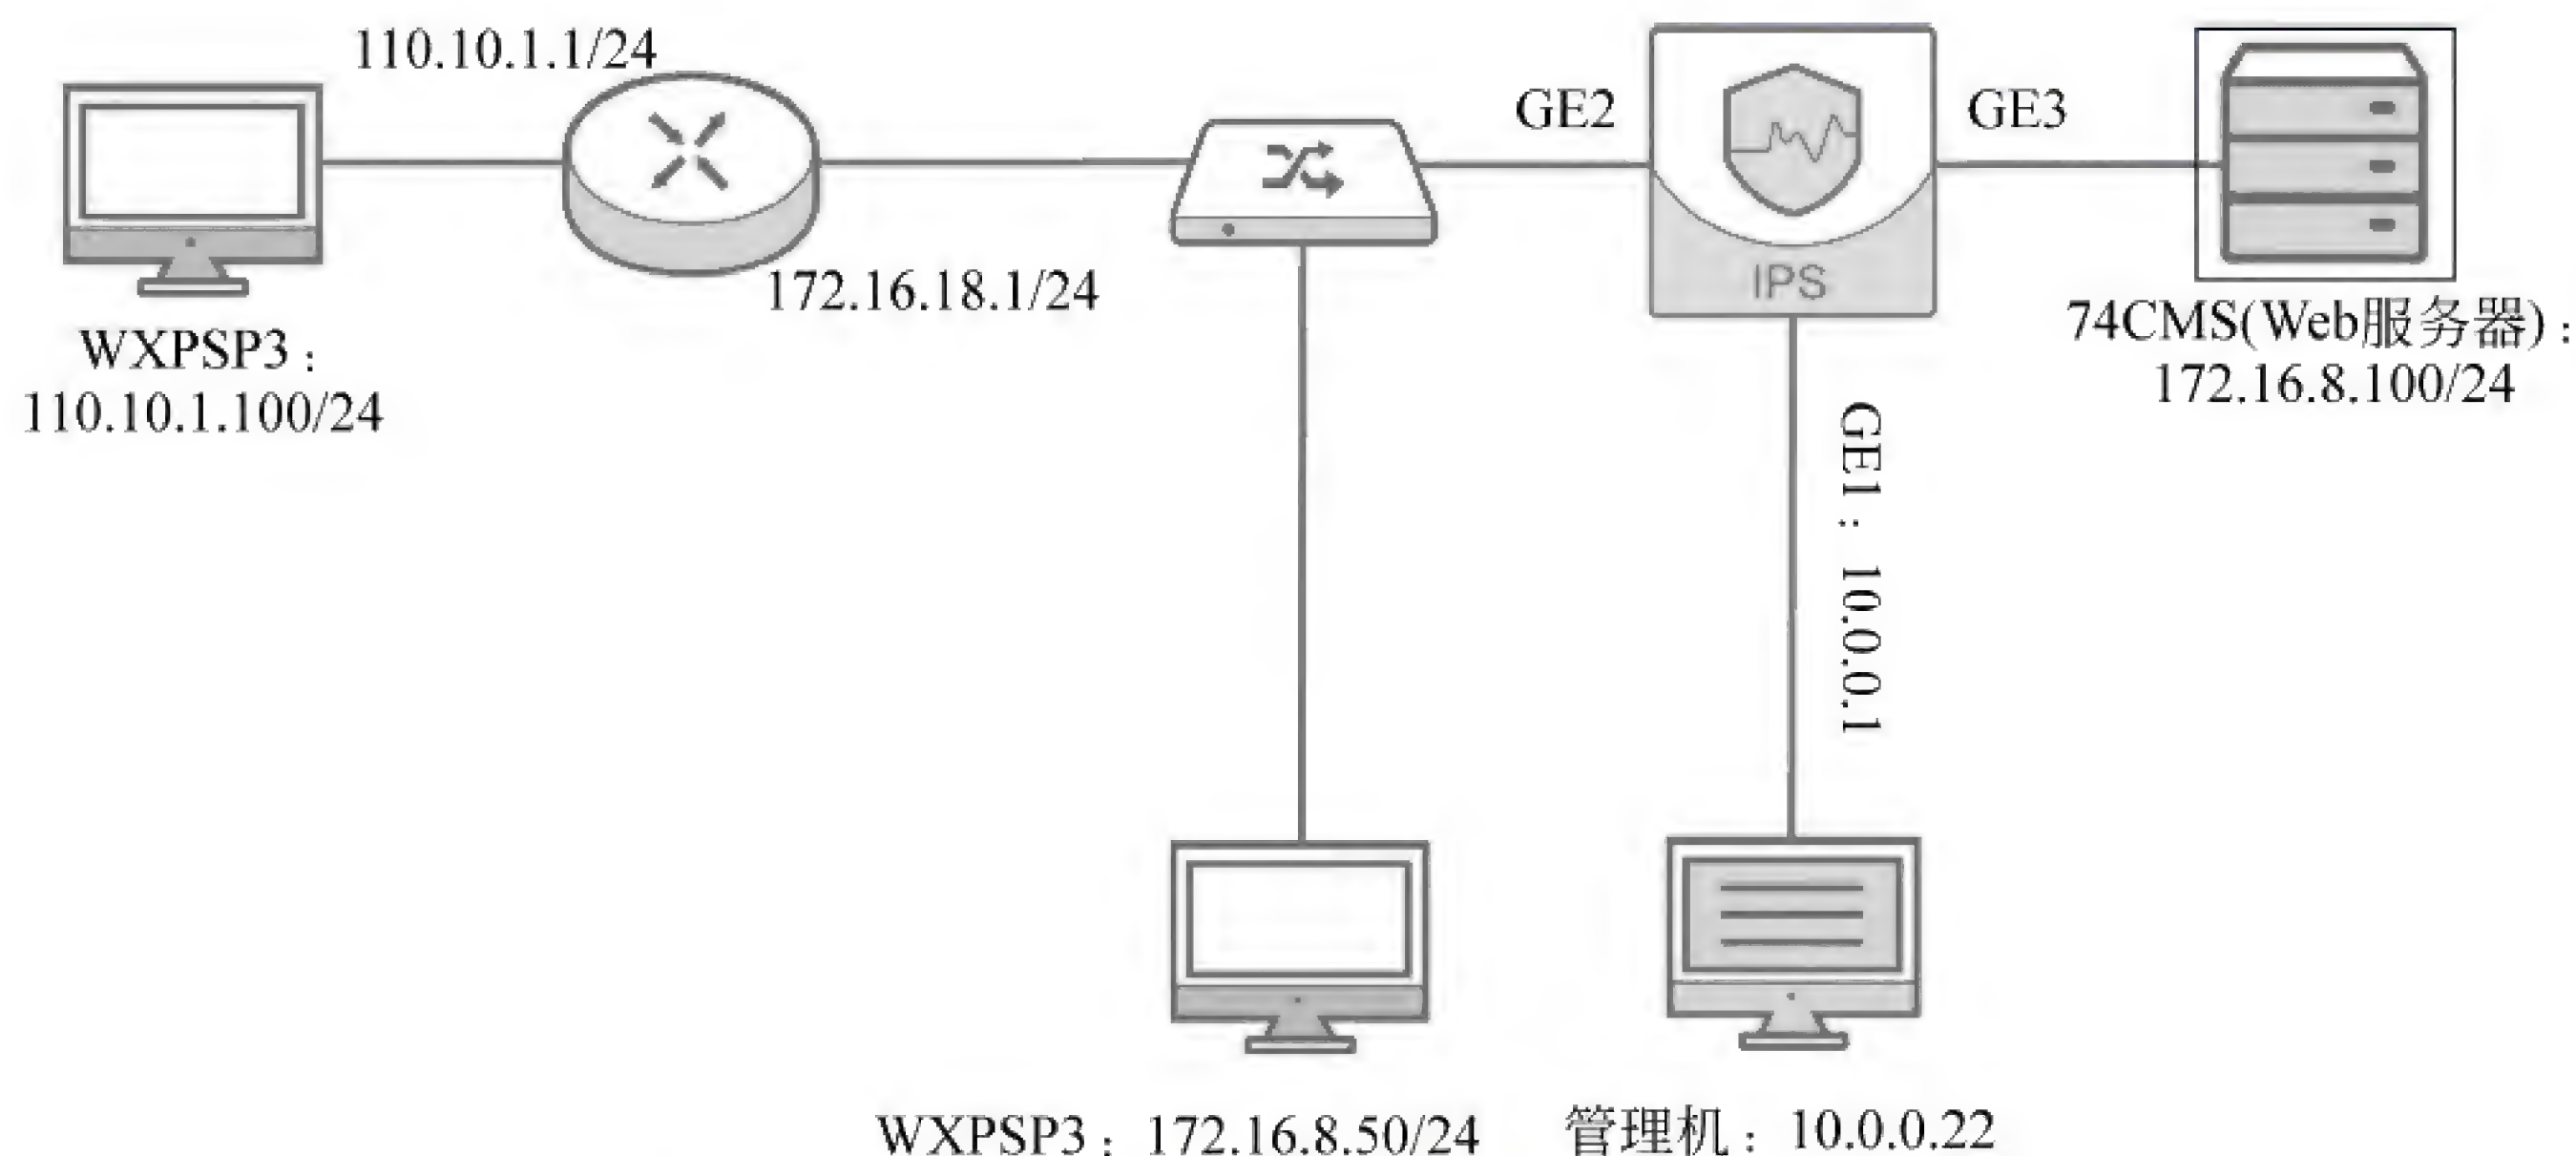 110.10.1.1/24
GE2
GE3
172.16.18.1/24
IPS
WXPSP3：
110.10.1.100/24
74CMS(Web服务器)：
172.16.8.100/24
GE1：10.0.0.1
WXPSP3：172.16.8.50/24
管理机：10.0.0.22